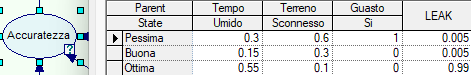 Accuratezza
?
Parent Tempo Terreno Guasto LEAK
State Umido Sconnesso Si
Pessima 0.3 0.6 1 0.005
Buona 0.15 0.3 0 0.005
Ottima 0.55 0.1 0 0.99